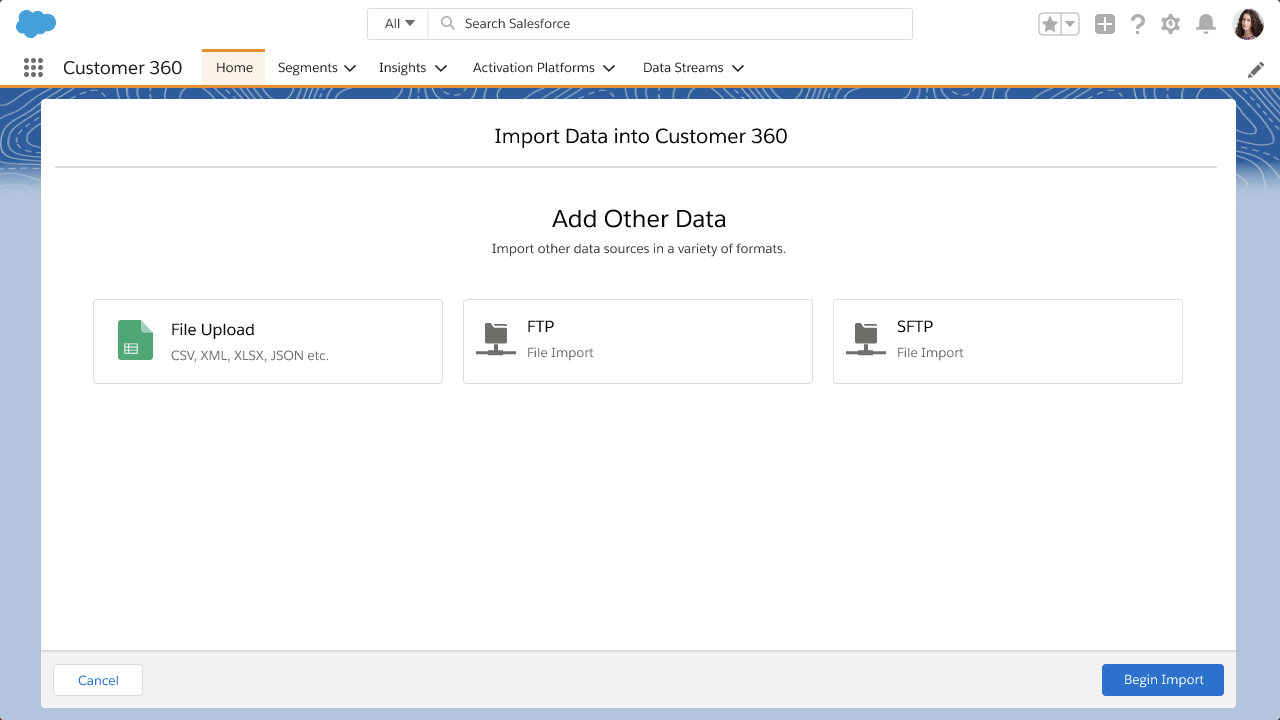 All
Search Salesforce
Customer 360
Home
Segments
Insights
Activation Platforms
Data Streams
Import Data into Customer 360
Add Other Data
Import other data sources in a variety of formats.
File Upload
CSV, XML, XLSX, JSON etc.
FTP
File Import
SFTP
File Import
Cancel
Begin Import